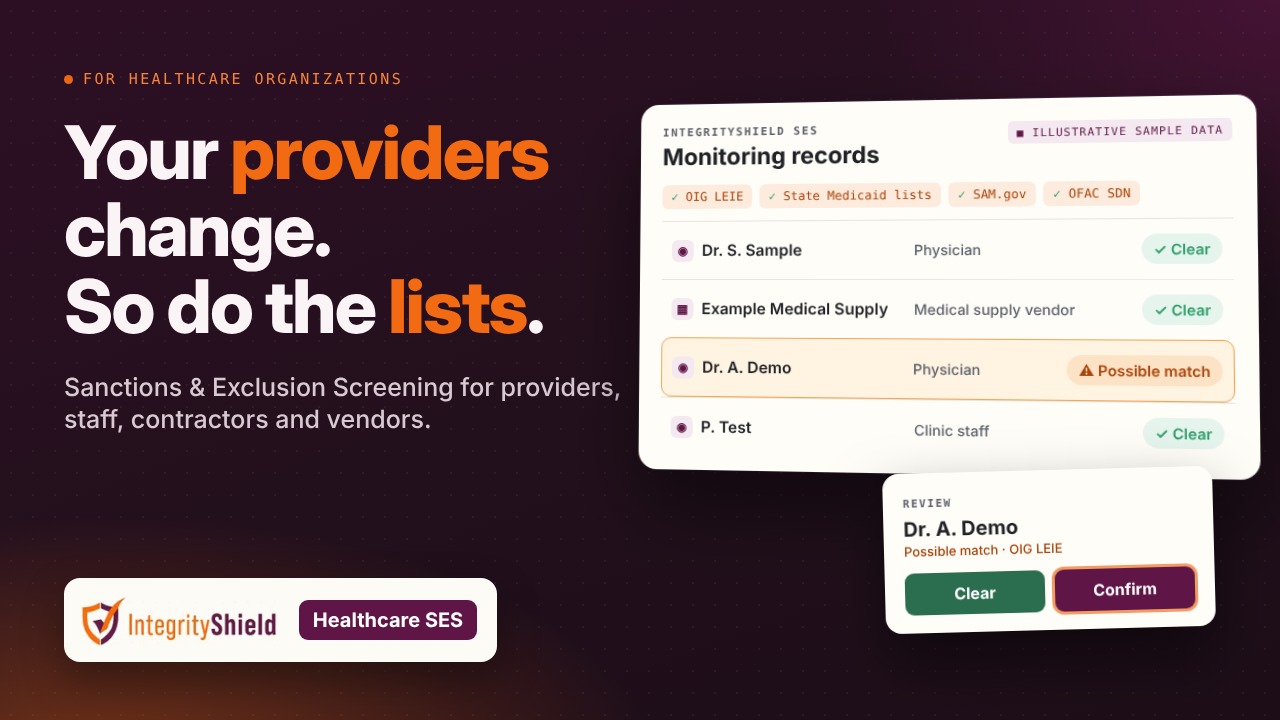 FOR HEALTHCARE ORGANIZATIONS
Your providers
change.
So do the lists.
Sanctions & Exclusion Screening for providers,
staff, contractors and vendors.
IntegrityShield
Healthcare SES
INTEGRITYSHIELD SES
Monitoring records
ILLUSTRATIVE SAMPLE DATA
✓ OIG LEIE ✓ State Medicaid lists ✓ SAM.gov ✓ OFAC SDN
Dr. S. Sample Physician ✓ Clear
Example Medical Supply Medical supply vendor ✓ Clear
Dr. A. Demo Physician ⚠ Possible match
P. Test Clinic staff ✓ Clear
REVIEW
Dr. A. Demo
Possible match · OIG LEIE
Clear Confirm